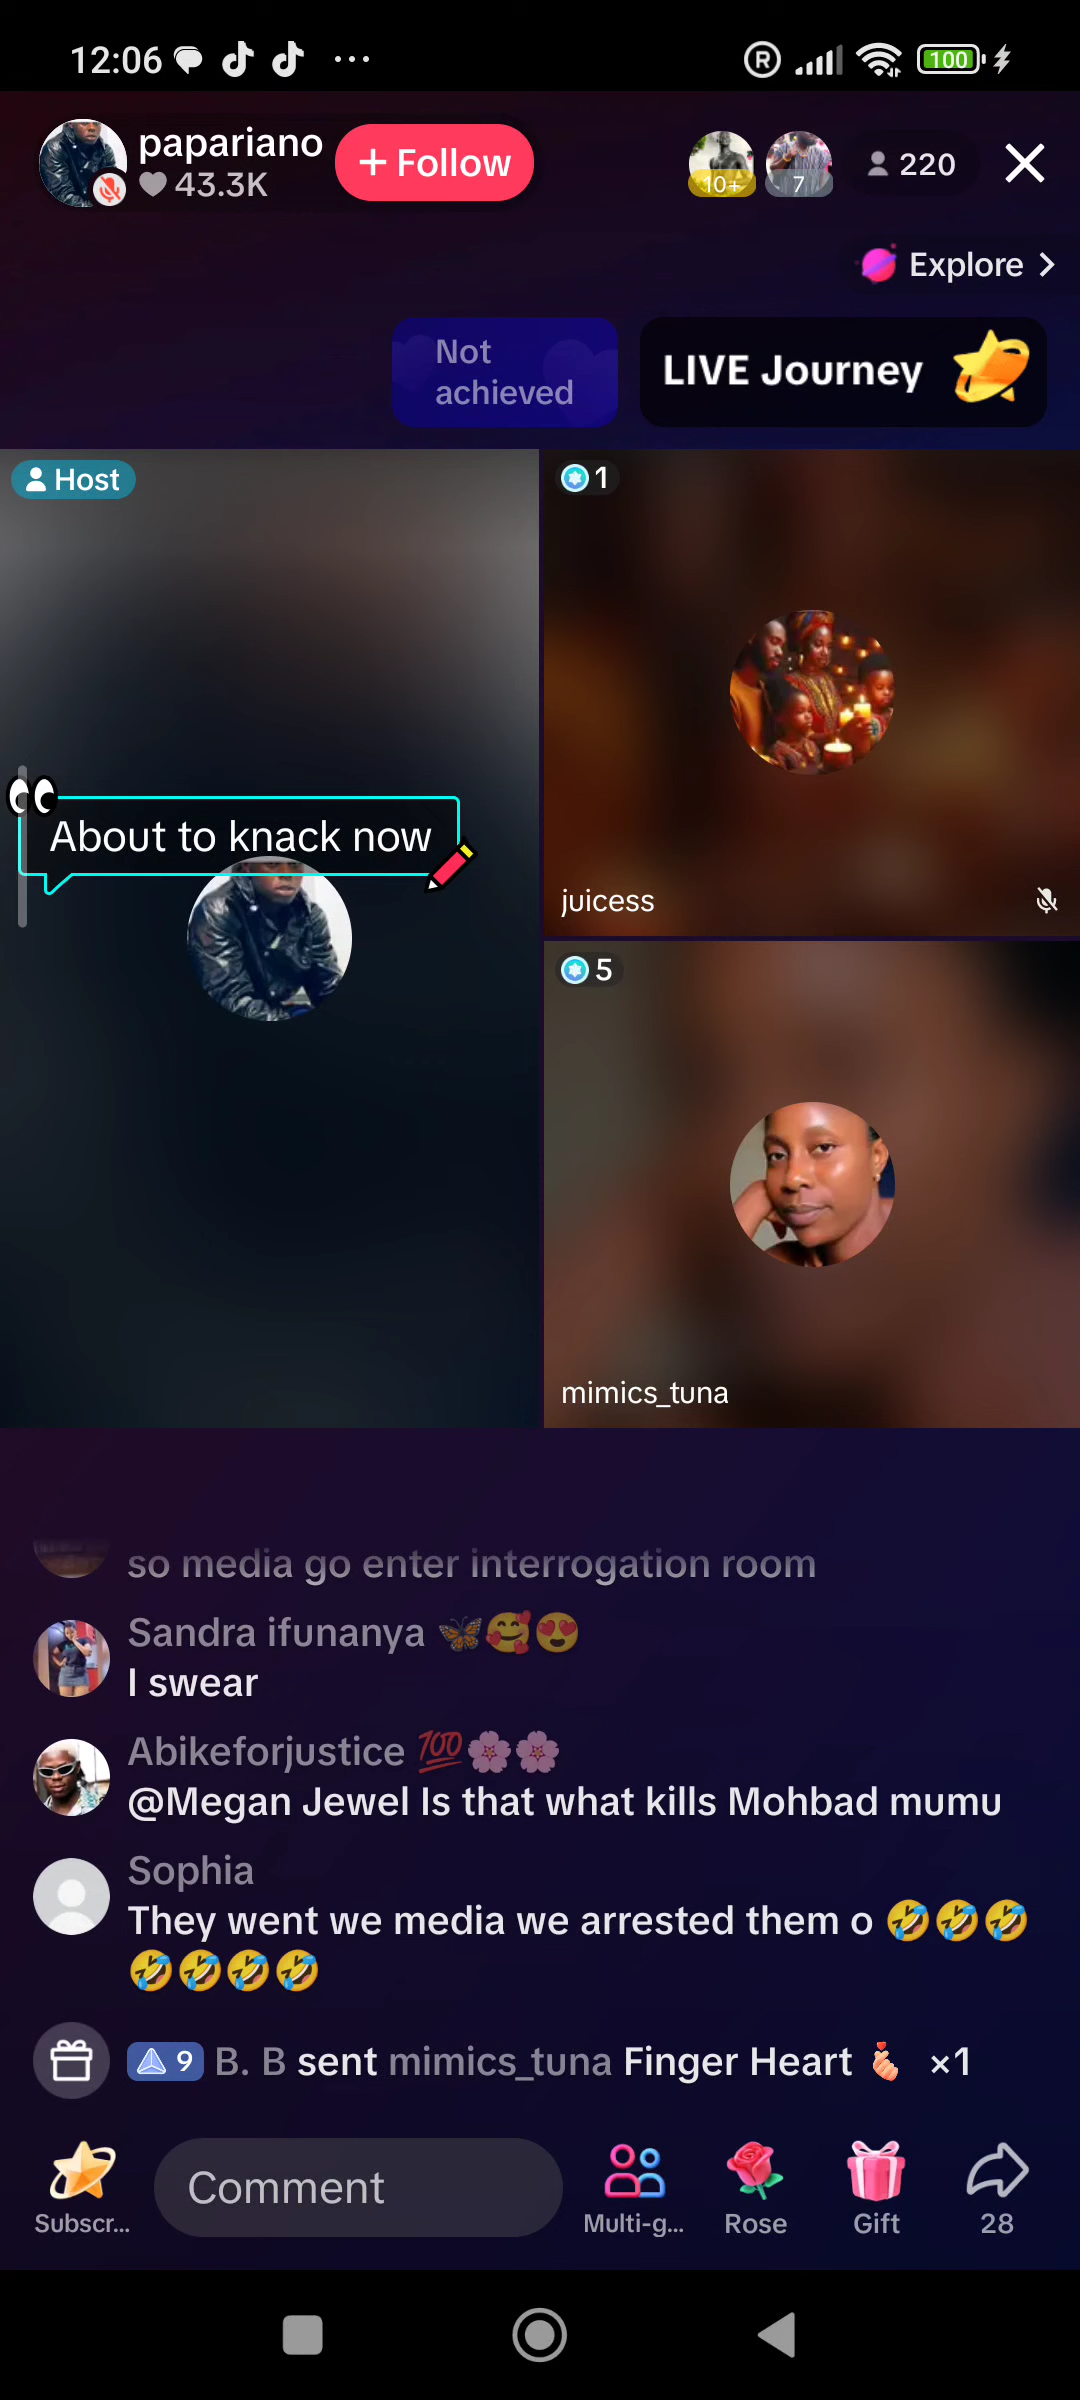 12:06
R
100
papariano
43.3K
+ Follow
10+
7
220
Explore
Not
achieved
LIVE Journey
Host
1
About to knack now
juicess
5
mimics_tuna
so media go enter interrogation room
Sandra ifunanya 🦋🥰😍
I swear
Abikeforjustice 💯🌸🌸
@Megan Jewel Is that what kills Mohbad mumu
Sophia
They went we media we arrested them o 🤣🤣🤣
🤣🤣🤣🤣
9 B. B sent mimics_tuna Finger Heart ×1
Subscr...
Comment
Multi-g...
Rose
Gift
28